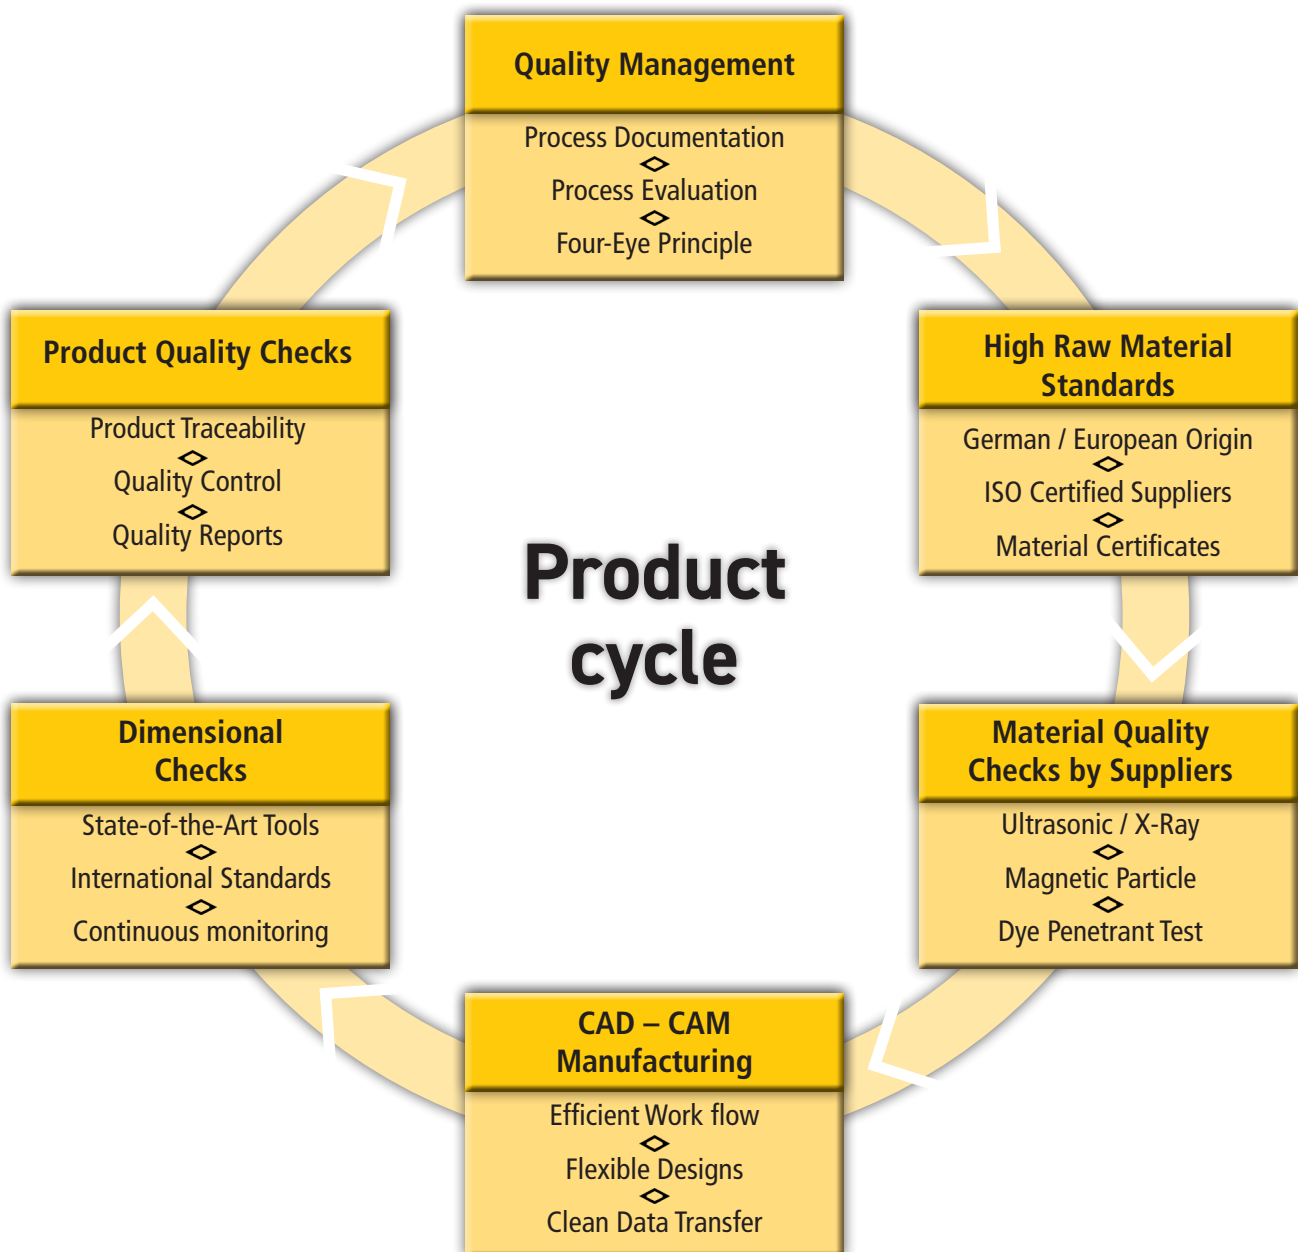 Quality Management
Process Documentation
Process Evaluation
Four-Eye Principle
High Raw Material
Standards
German / European Origin
ISO Certified Suppliers
Material Certificates
Material Quality
Checks by Suppliers
Ultrasonic / X-Ray
Magnetic Particle
Dye Penetrant Test
CAD – CAM
Manufacturing
Efficient Work flow
Flexible Designs
Clean Data Transfer
Dimensional
Checks
State-of-the-Art Tools
International Standards
Continuous monitoring
Product Quality Checks
Product Traceability
Quality Control
Quality Reports
Product
cycle